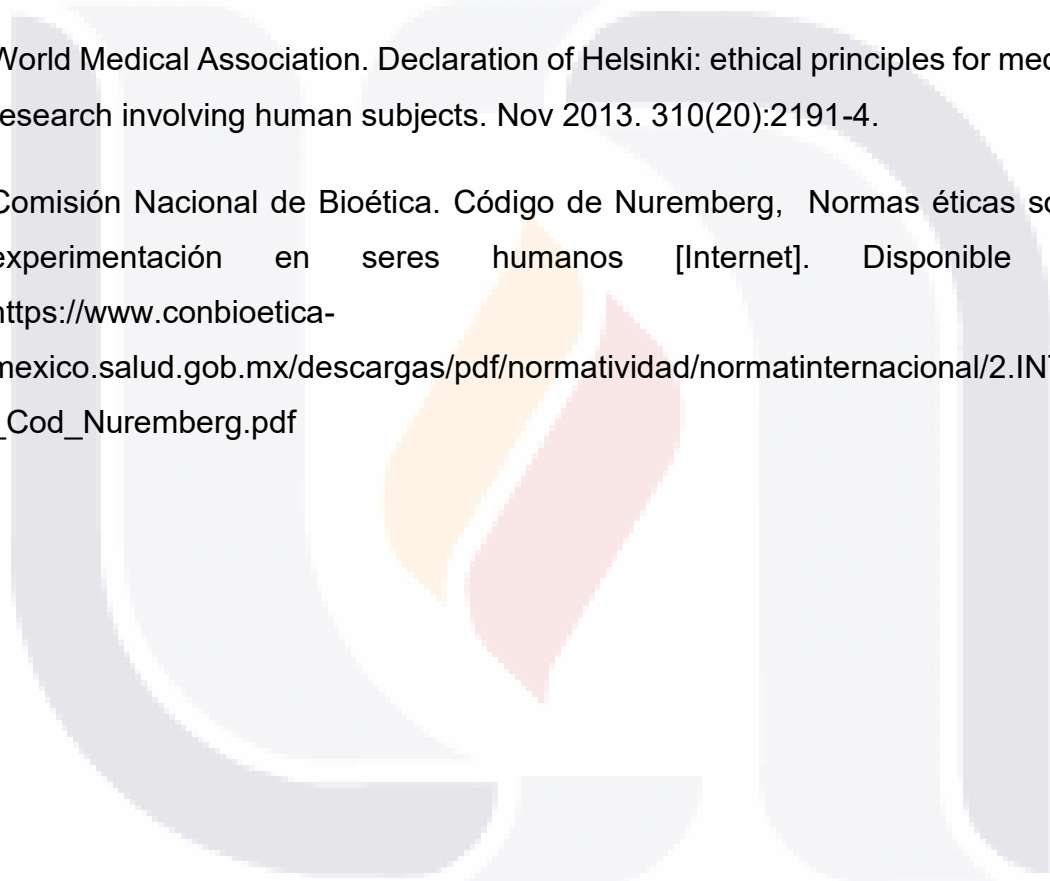 World Medical Association. Declaration of Helsinki: ethical principles for
research involving human subjects. Nov 2013. 310(20):2191-4.
Comisión Nacional de Bioética. Código de Nuremberg, Normas éticas
experimentación en seres humanos [Internet]. Disponible
https://www.conbioetica-
mexico.salud.gob.mx/descargas/pdf/normatividad/normatinternacional/2.IN
_Cod_Nuremberg.pdf